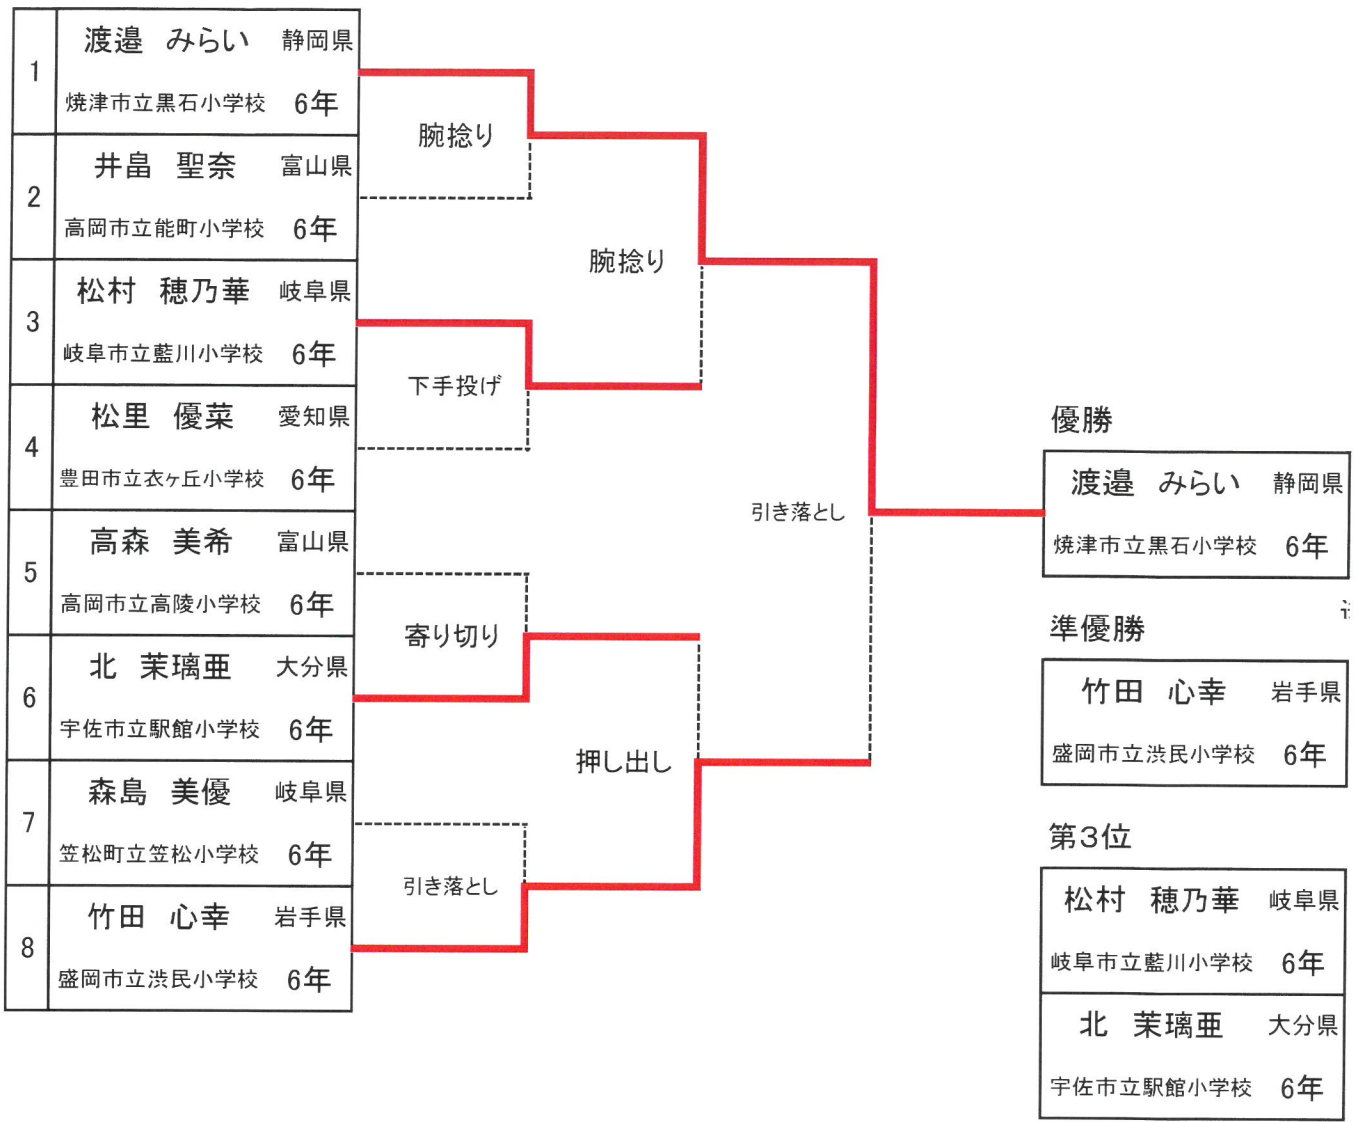 1
渡邉 みらい 静岡県
焼津市立黒石小学校 6年
2
井畠 聖奈 富山県
高岡市立能町小学校 6年
3
松村 穂乃華 岐阜県
岐阜市立藍川小学校 6年
4
松里 優菜 愛知県
豊田市立衣ヶ丘小学校 6年
5
高森 美希 富山県
高岡市立高陵小学校 6年
6
北 茉璃亜 大分県
宇佐市立駅館小学校 6年
7
森島 美優 岐阜県
笠松町立笠松小学校 6年
8
竹田 心幸 岩手県
盛岡市立渋民小学校 6年
腕捻り
下手投げ
寄り切り
引き落とし
腕捻り
押し出し
引き落とし
優勝
渡邉 みらい 静岡県
焼津市立黒石小学校 6年
準優勝
竹田 心幸 岩手県
盛岡市立渋民小学校 6年
第3位
松村 穂乃華 岐阜県
岐阜市立藍川小学校 6年
北 茉璃亜 大分県
宇佐市立駅館小学校 6年